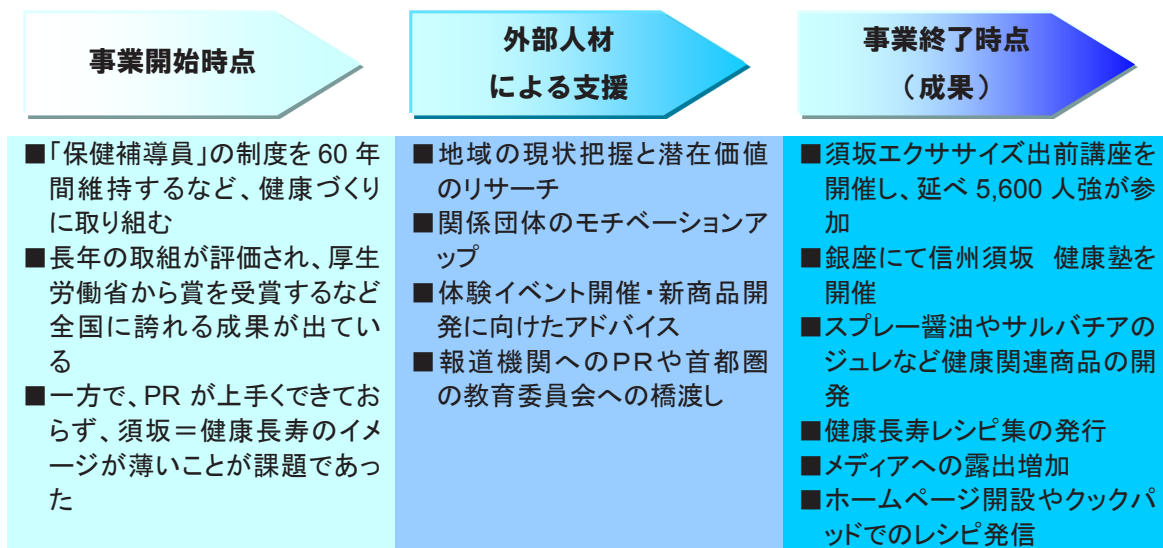 事業開始時点
外部人材
による支援
事業終了時点
（成果）
■「保健補導員」の制度を 60 年
間維持するなど、健康づくり
に取り組む
■長年の取組が評価され、厚生
労働省から賞を受賞するなど
全国に誇れる成果が出てい
る
■一方で、PR が上手くできてお
らず、須坂＝健康長寿のイメ
ージが薄いことが課題であっ
た
■地域の現状把握と潜在価値
のリサーチ
■関係団体のモチベーションア
ップ
■体験イベント開催・新商品開
発に向けたアドバイス
■報道機関へのＰＲや首都圏
の教育委員会への橋渡し
■須坂エクササイズ出前講座を
開催し、延べ 5,600 人強が参
加
■銀座にて信州須坂　健康塾を
開催
■スプレー醤油やサルバチアの
ジュレなど健康関連商品の開
発
■健康長寿レシピ集の発行
■メディアへの露出増加
■ホームページ開設やクックパ
ッドでのレシピ発信